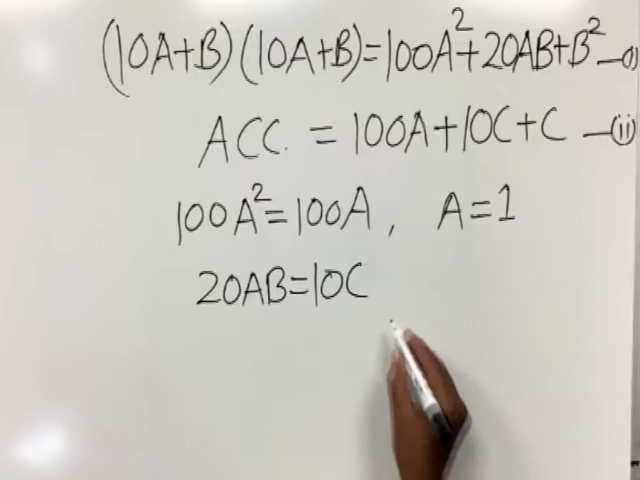 (10A+B)(10A+B)=100A²+20AB+B² —(i)
ACC. = 100A+10C+C —(ii)
100A²=100A, A=1
20AB=10C